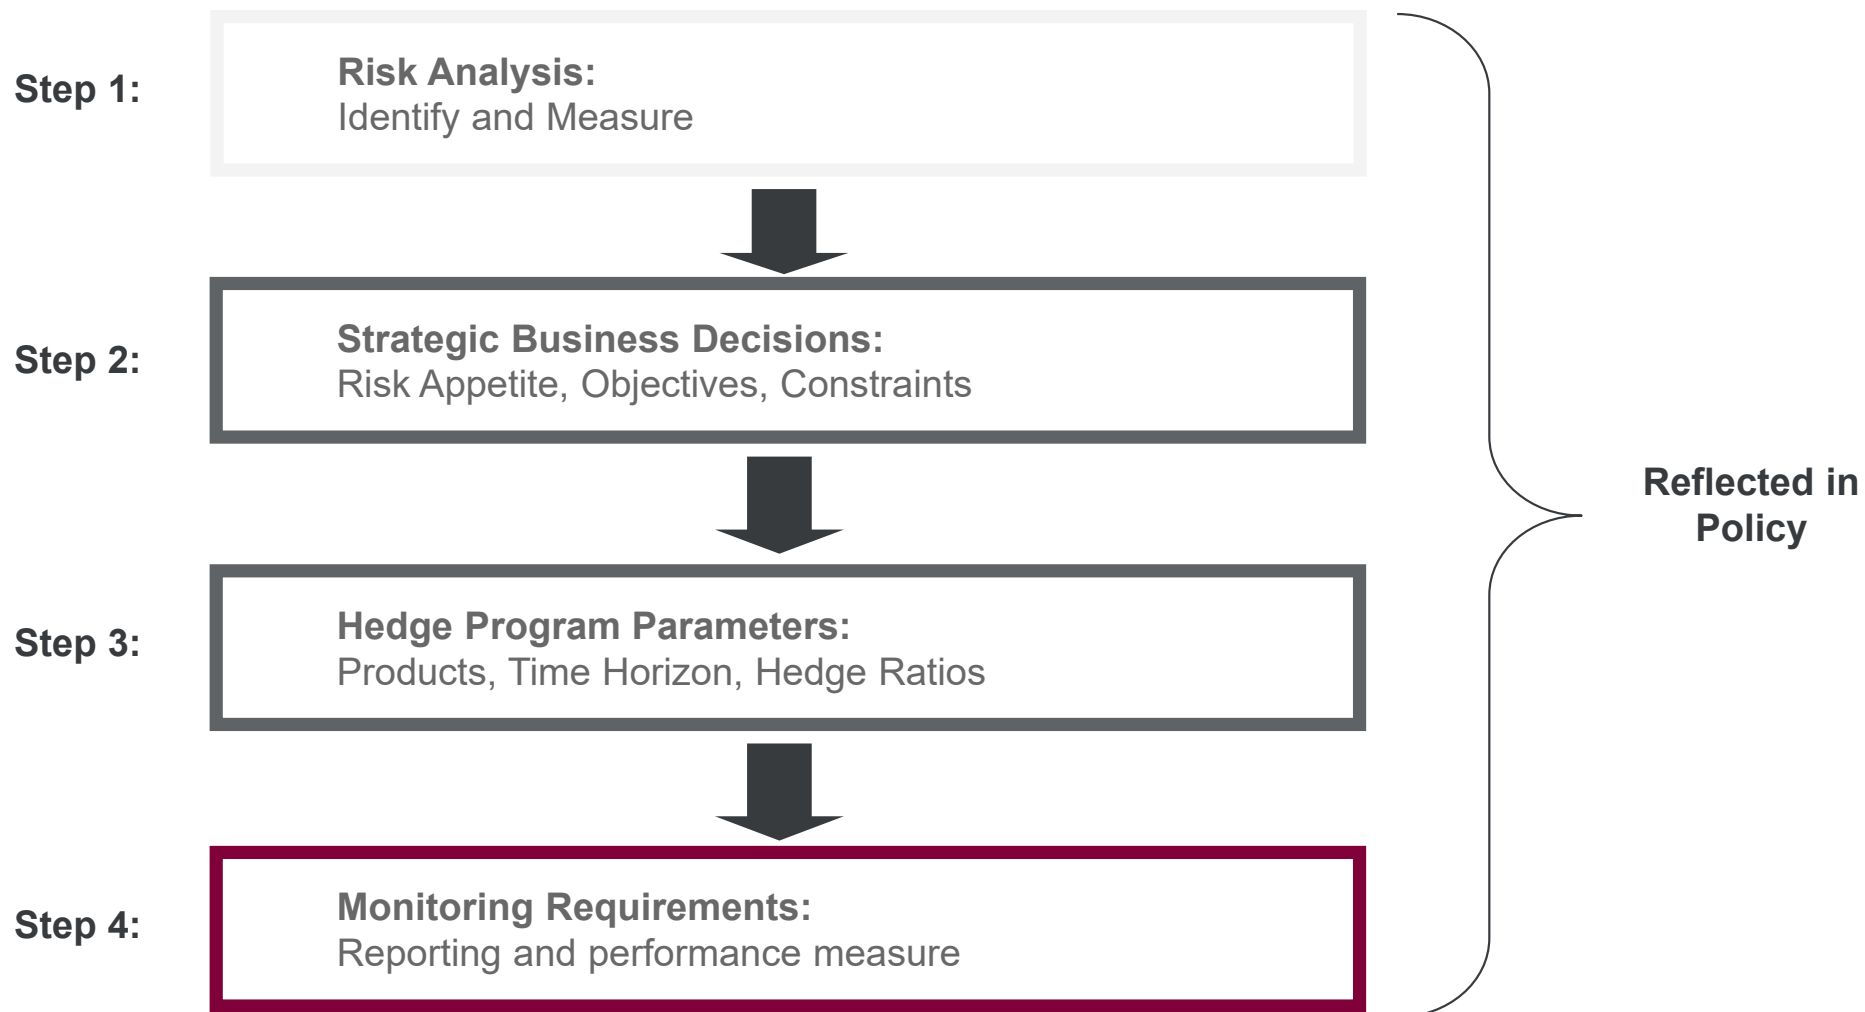 Step 1:
Risk Analysis:
Identify and Measure
Step 2:
Strategic Business Decisions:
Risk Appetite, Objectives, Constraints
Reflected in
Policy
Step 3:
Hedge Program Parameters:
Products, Time Horizon, Hedge Ratios
Step 4:
Monitoring Requirements:
Reporting and performance measure